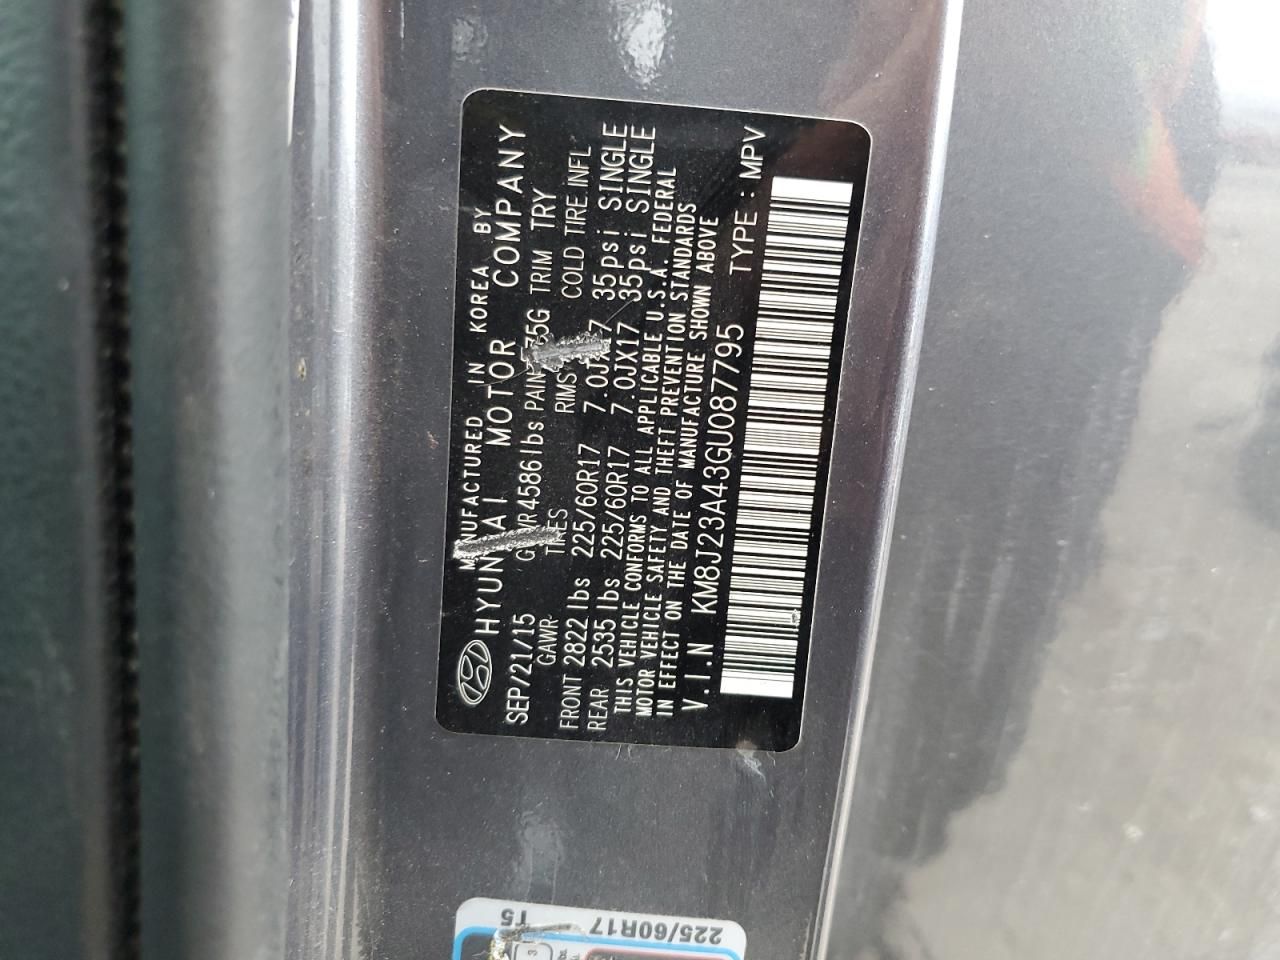 MANUFACTURED IN KOREA BY
HYUNDAI MOTOR COMPANY
SEP/21/15 GVWR 4586 lbs PAINT 35G TRIM TRY
GAWR TIRES RIMS COLD TIRE INFL
FRONT 2822 lbs 225/60R17 7.0JX17 35psi SINGLE
REAR 2535 lbs 225/60R17 7.0JX17 35psi SINGLE
THIS VEHICLE CONFORMS TO ALL APPLICABLE U.S.A. FEDERAL
MOTOR VEHICLE SAFETY AND THEFT PREVENTION STANDARDS
IN EFFECT ON THE DATE OF MANUFACTURE SHOWN ABOVE
V.I.N KM8J23A43GU087795 TYPE : MPV
225/60R17 T5